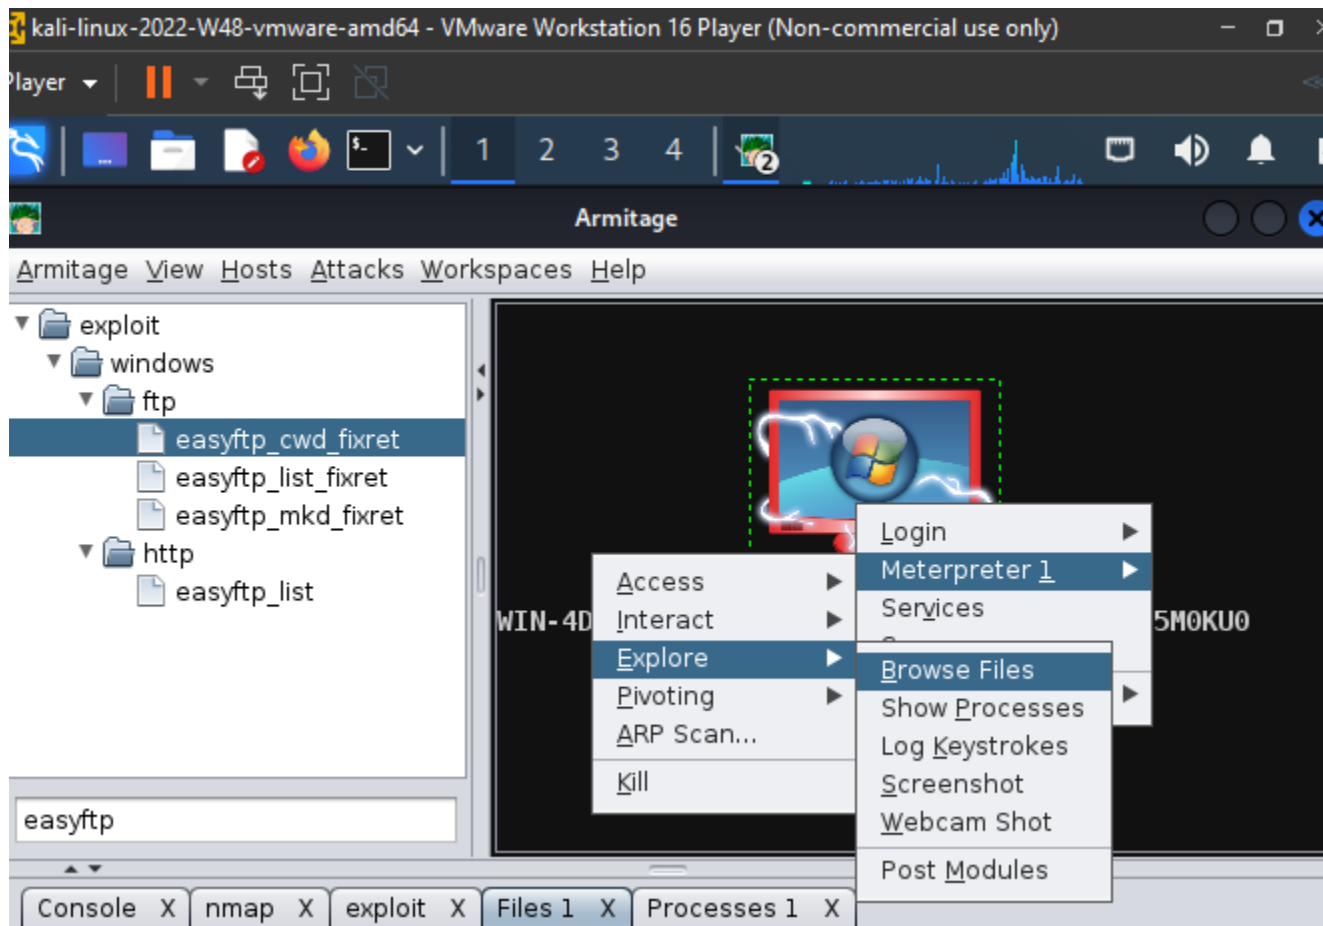 kali-linux-2022-W48-vmware-amd64 - VMware Workstation 16 Player (Non-commercial use only)
Player
$_
1 2 3 4
2
Armitage
Armitage View Hosts Attacks Workspaces Help
exploit
windows
ftp
easyftp_cwd_fixret
easyftp_list_fixret
easyftp_mkd_fixret
http
easyftp_list
easyftp
WIN-4D
5M0KU0
Login
Meterpreter 1
Services
Access
Interact
Explore
Pivoting
ARP Scan...
Kill
Browse Files
Show Processes
Log Keystrokes
Screenshot
Webcam Shot
Post Modules
Console X nmap X exploit X Files 1 X Processes 1 X